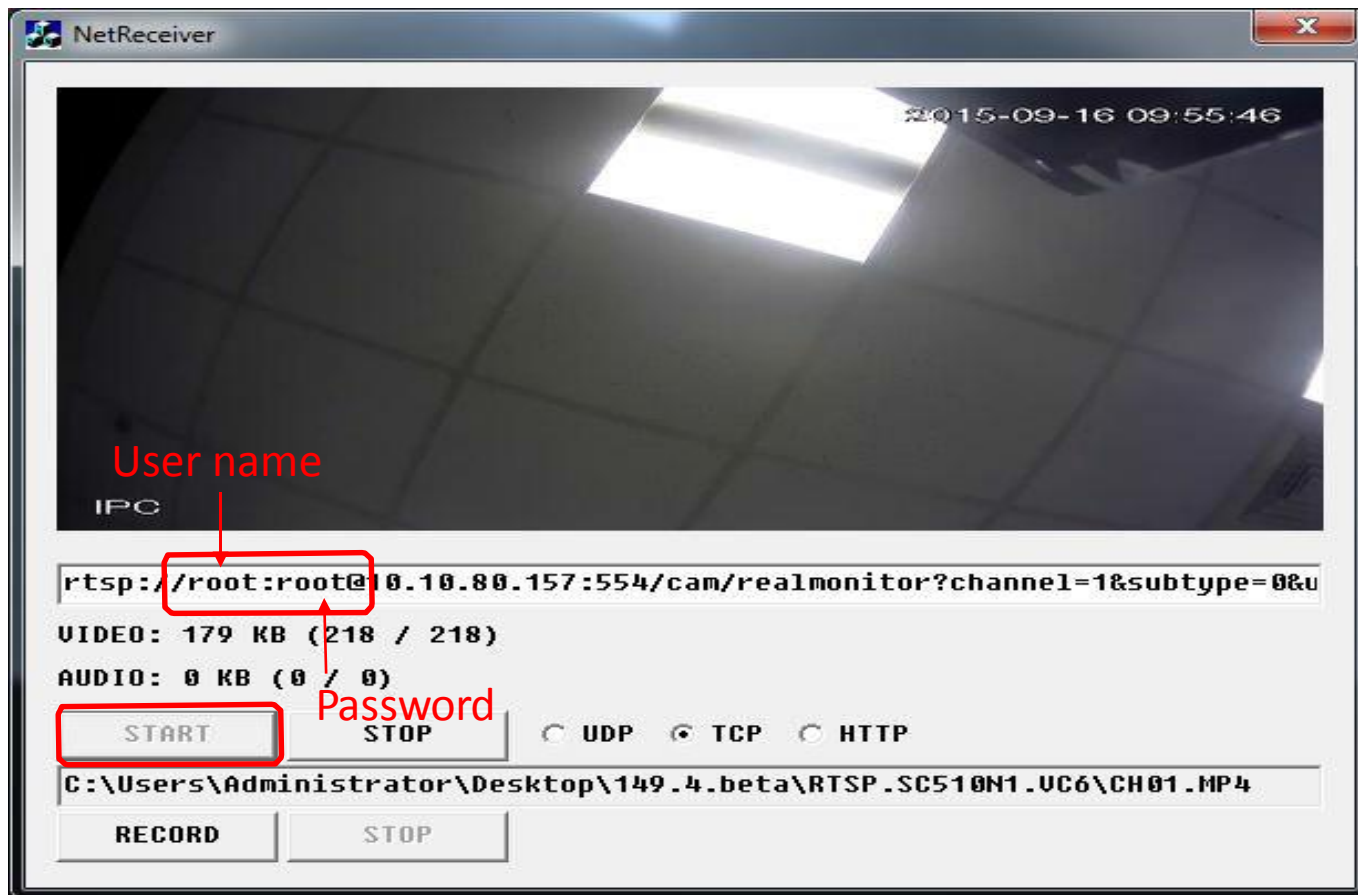 NetReceiver
2015-09-16 09:55:46
User name
IPC
rtsp://root:root@10.10.80.157:554/cam/realmonitor?channel=1&subtype=0&u
VIDEO: 179 KB (218 / 218)
AUDIO: 0 KB (0 / 0)
Password
START STOP UDP TCP HTTP
C:\Users\Administrator\Desktop\149.4.beta\RTSP.SC510N1.VC6\CH01.MP4
RECORD STOP